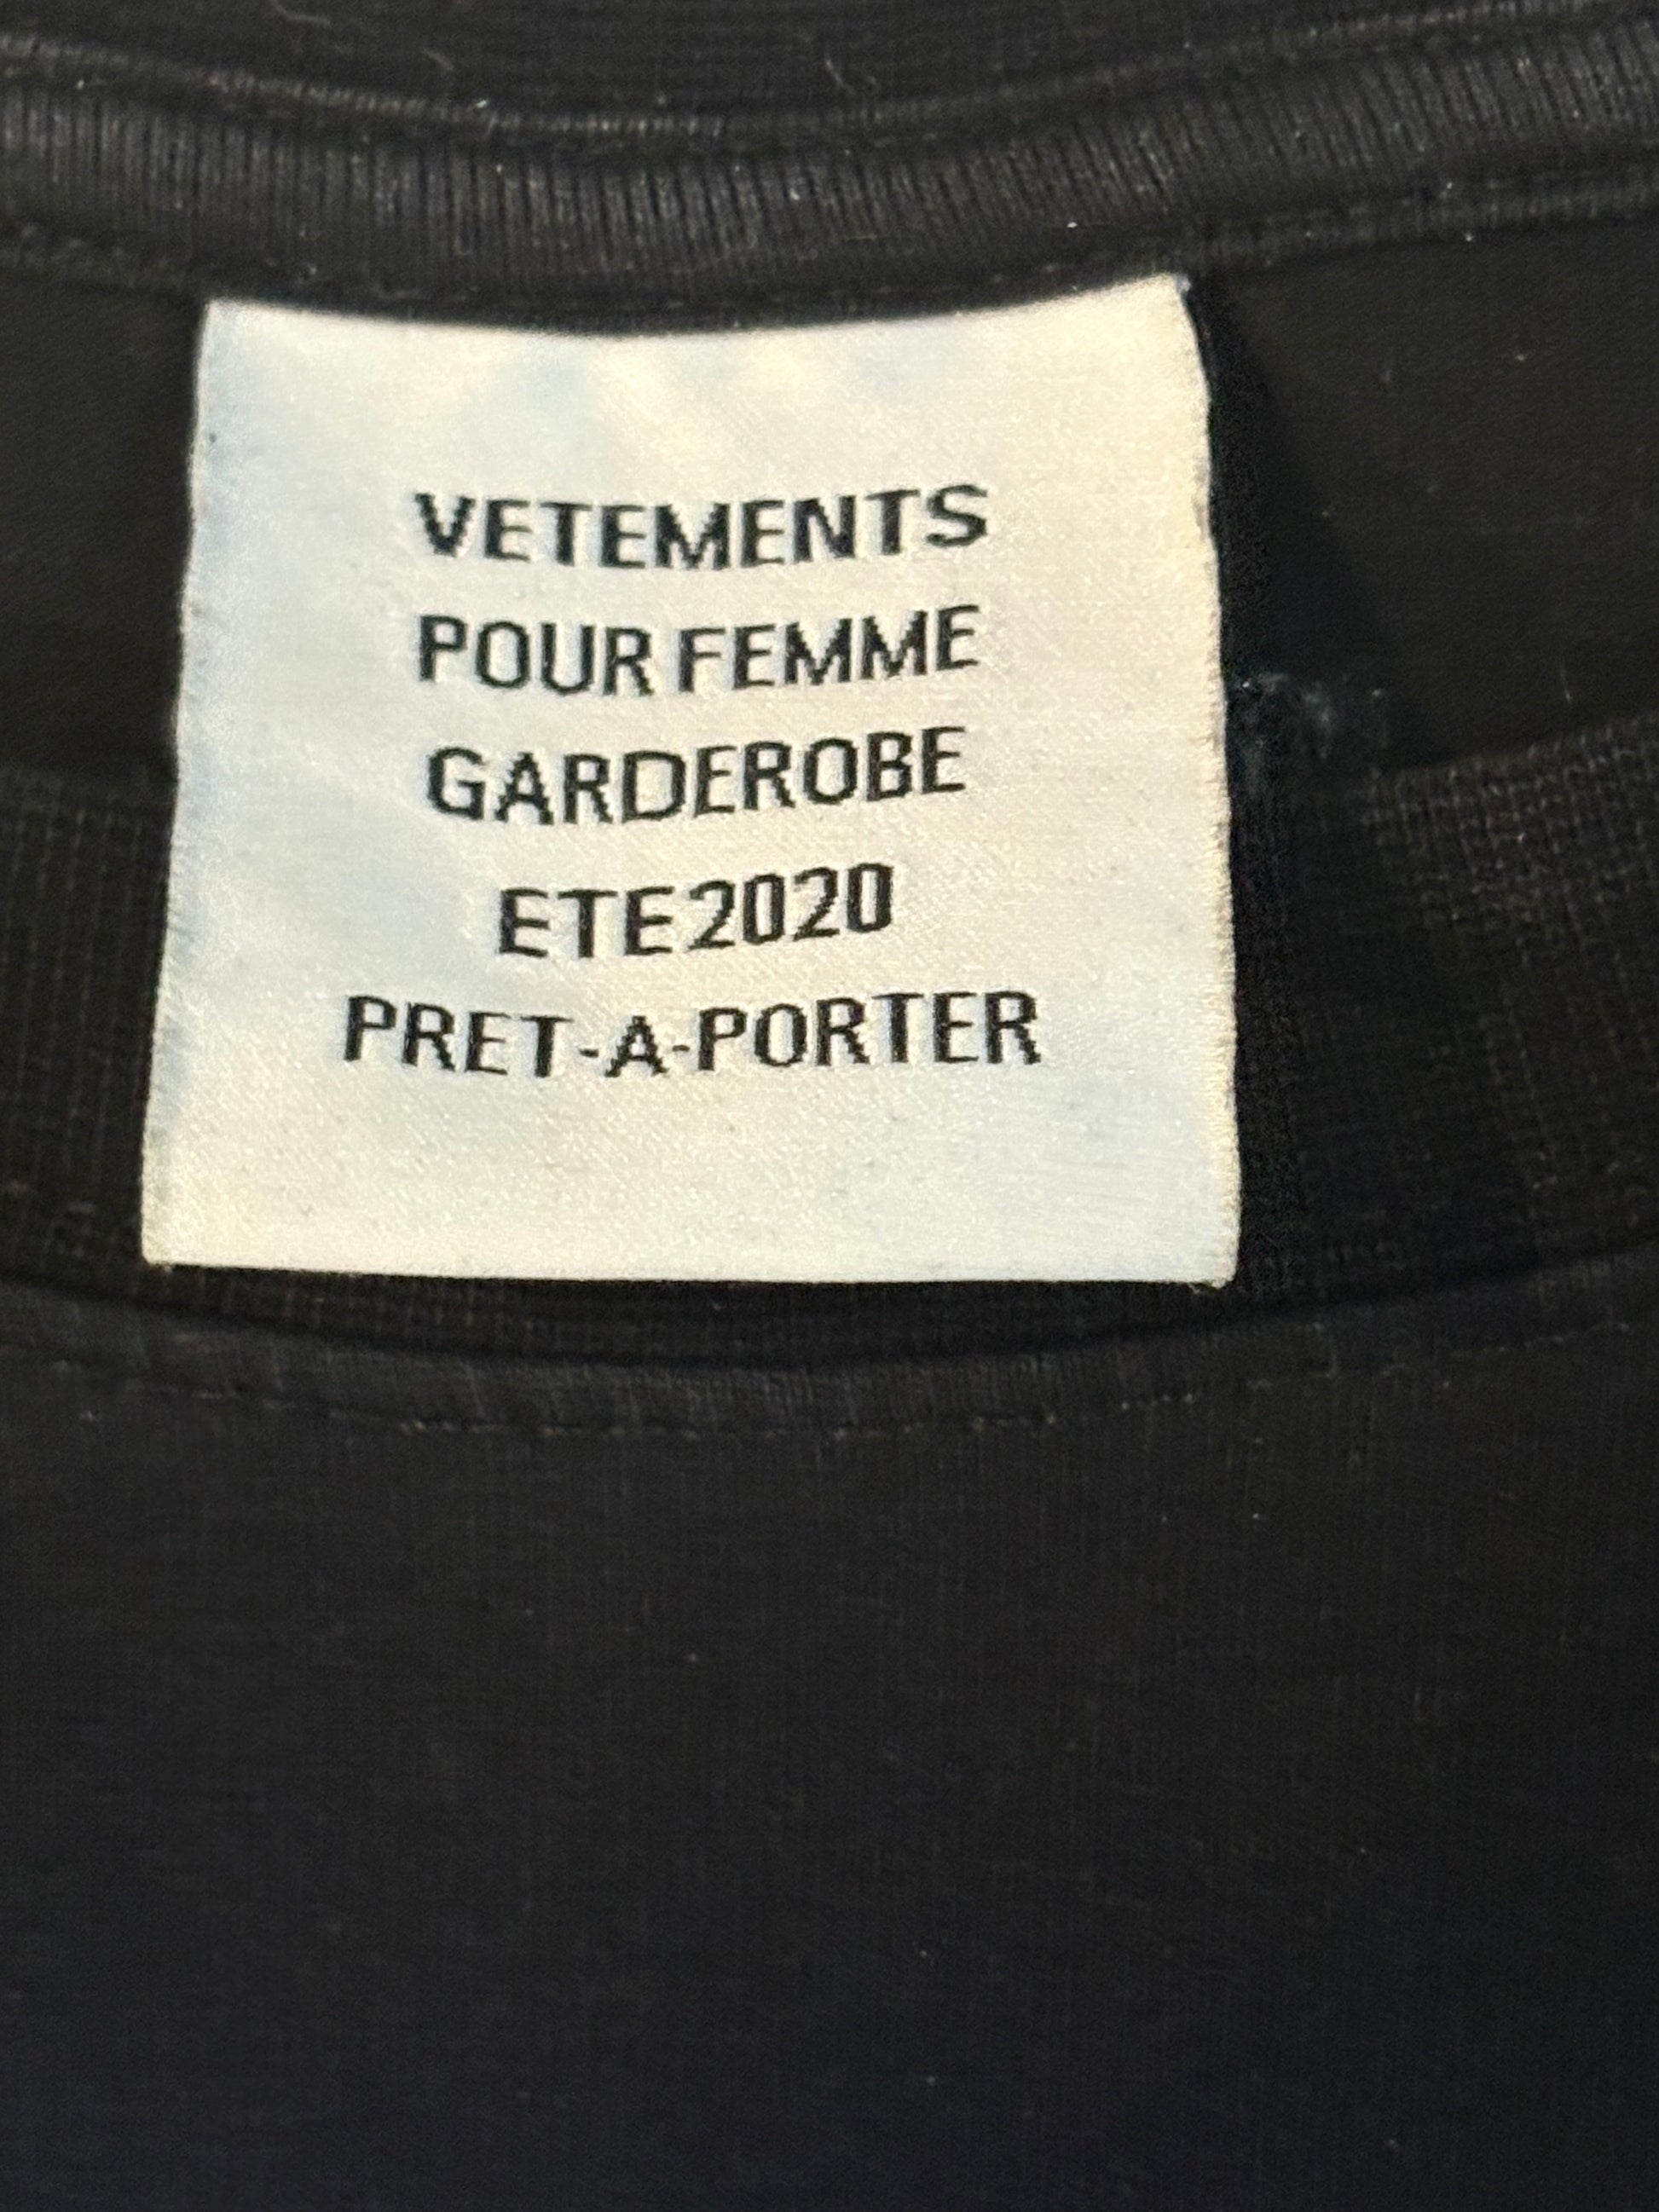 VETEMENTS
POUR FEMME
GARDEROBE
ETE 2020
PRET-A-PORTER